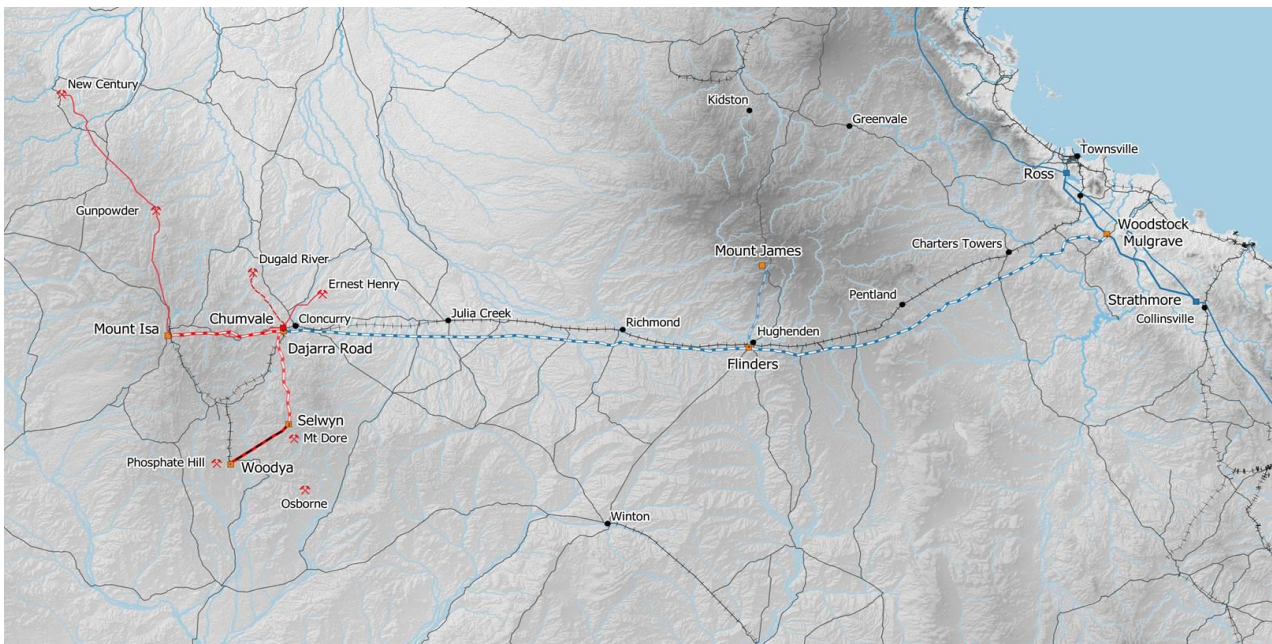 New Century
Kidston
Greenvale
Townsville
Ross
Gunpowder
Woodstock
Mulgrave
Charters Towers
Mount James
Dugald River
Ernest Henry
Pentland
Strathmore
Collinsville
Chumvale
Cloncurry
Julia Creek
Richmond
Hughenden
Mount Isa
Dajarra Road
Flinders
Selwyn
Mt Dore
Phosphate Hill
Woodya
Osborne
Winton